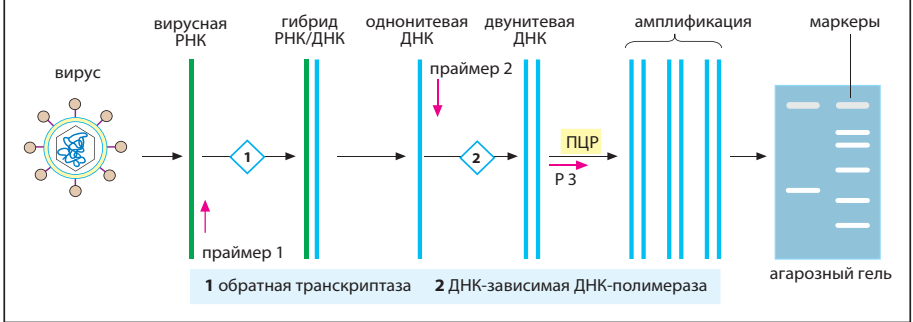 вирусная
РНК
гибрид
РНК/ДНК
однонитевая
ДНК
двунитевая
ДНК
амплификация
маркеры
вирус
праймер 2
1
2
ПЦР
Р 3
праймер 1
агарозный гель
1 обратная транскриптаза 2 ДНК-зависимая ДНК-полимераза